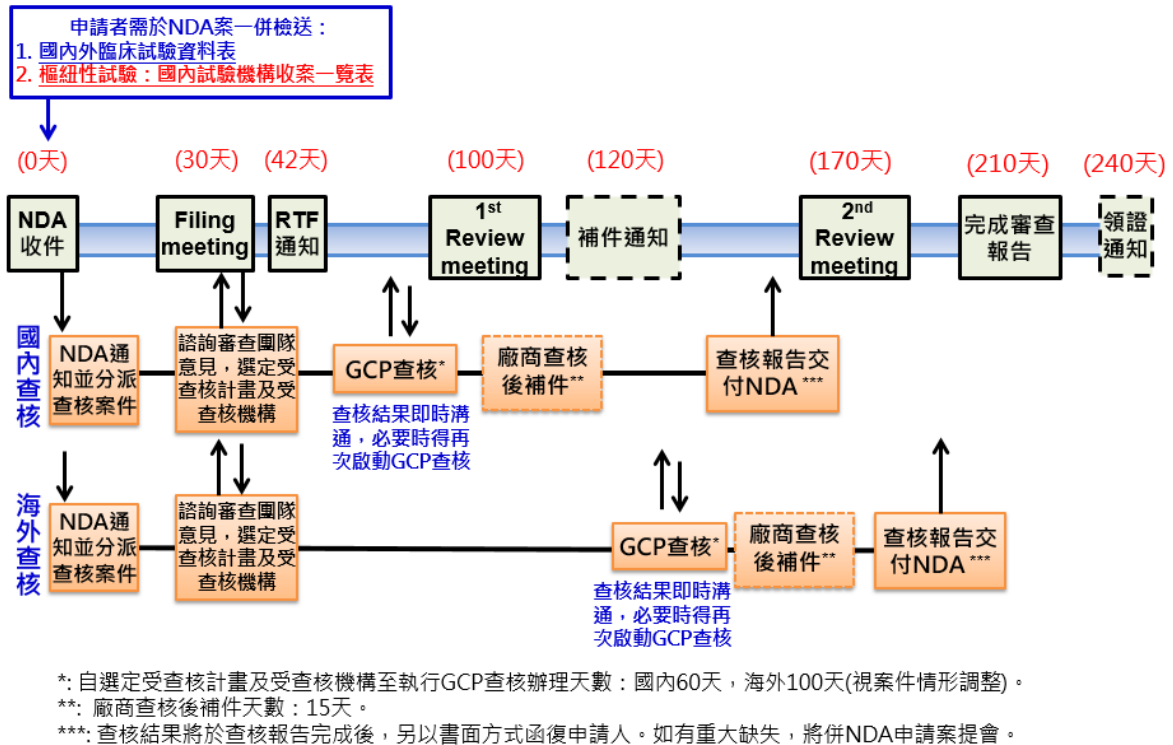 申請者需於NDA案一併檢送：
1. 國內外臨床試驗資料表
2. 樞紐性試驗：國內試驗機構收案一覽表
(0天)
(30天)
(42天)
(100天)
(120天)
(170天)
(210天)
(240天)
NDA
收件
Filing
meeting
RTF
通知
1st
Review
meeting
補件通知
2nd
Review
meeting
完成審查
報告
領證
通知
國內查核
NDA通
知並分派
查核案件
諮詢審查團隊
意見，選定受
查核計畫及受
查核機構
GCP查核*
查核結果即時溝
通，必要時得再
次啟動GCP查核
廠商查核
後補件**
查核報告交
付NDA ***
海外查核
NDA通
知並分派
查核案件
諮詢審查團隊
意見，選定受
查核計畫及受
查核機構
GCP查核*
查核結果即時溝
通，必要時得再
次啟動GCP查核
廠商查核
後補件**
查核報告交
付NDA ***
*: 自選定受查核計畫及受查核機構至執行GCP查核辦理天數：國內60天，海外100天(視案件情形調整)。
**: 廠商查核後補件天數：15天。
***: 查核結果將於查核報告完成後，另以書面方式函復申請人。如有重大缺失，將併NDA申請案提會。